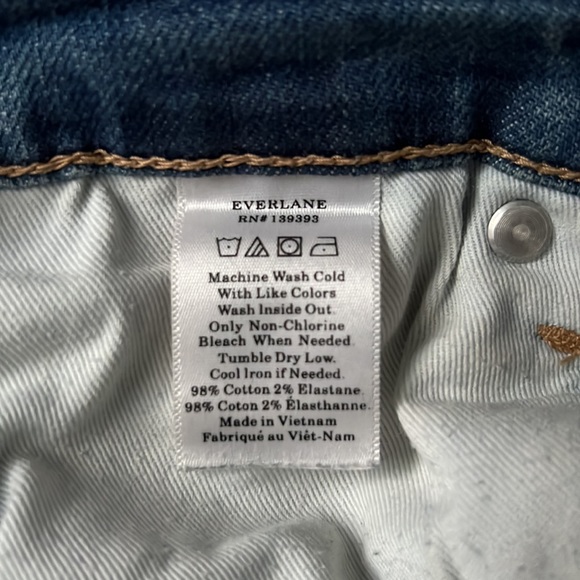 EVERLANE
RN# 139393
Machine Wash Cold
With Like Colors
Wash Inside Out.
Only Non-Chlorine
Bleach When Needed.
Tumble Dry Low.
Cool Iron if Needed.
98% Cotton 2% Elastane.
98% Coton 2% Élasthanne.
Made in Vietnam
Fabriqué au Viêt-Nam